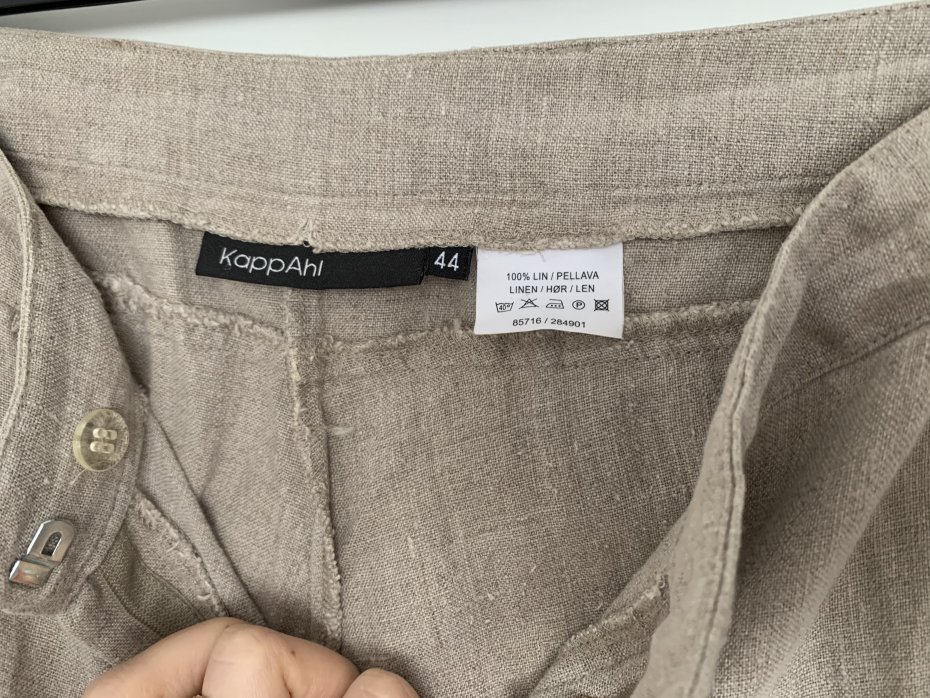 KappAhl
44
100% LIN / PELLAVA
LINEN / HØR / LEN
40° P
85716 / 284901